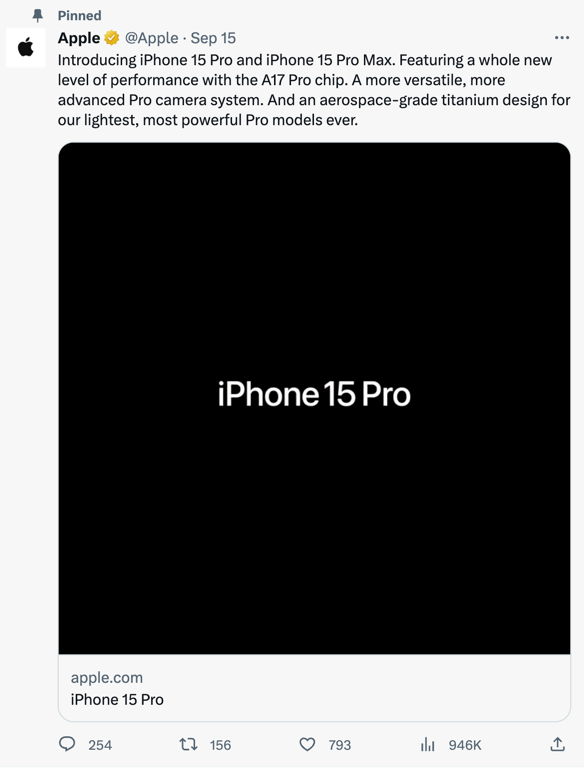 Pinned
Apple @Apple · Sep 15
Introducing iPhone 15 Pro and iPhone 15 Pro Max. Featuring a whole new
level of performance with the A17 Pro chip. A more versatile, more
advanced Pro camera system. And an aerospace-grade titanium design for
our lightest, most powerful Pro models ever.
iPhone 15 Pro
apple.com
iPhone 15 Pro
254 156 793 946K